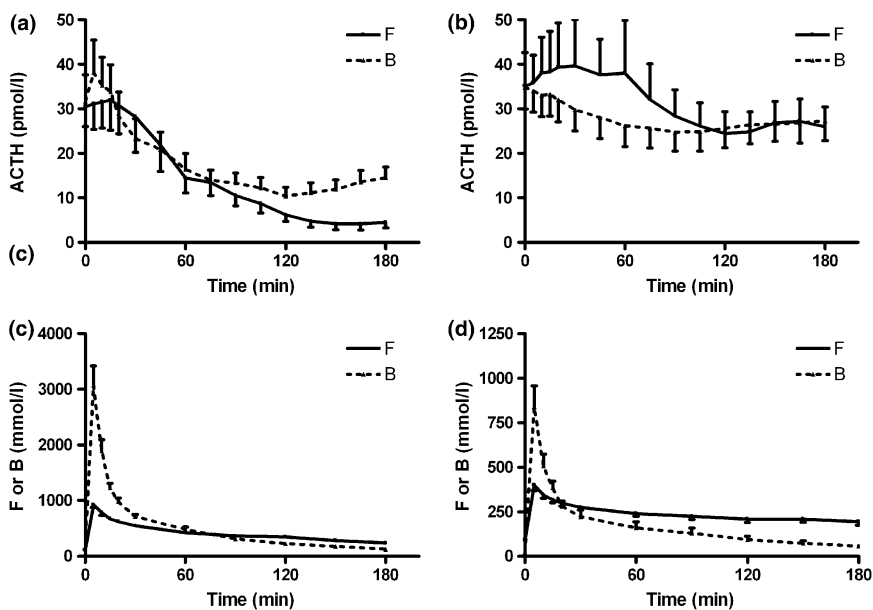 (a)
ACTH (pmol/l)
50
40
30
20
10
0
F
B
0 60 120 180
Time (min)
(b)
ACTH (pmol/l)
50
40
30
20
10
0
F
B
0 60 120 180
Time (min)
(c)
(c)
F or B (mmol/l)
4000
3000
2000
1000
0
F
B
0 60 120 180
Time (min)
(d)
F or B (mmol/l)
1250
1000
750
500
250
0
F
B
0 60 120 180
Time (min)